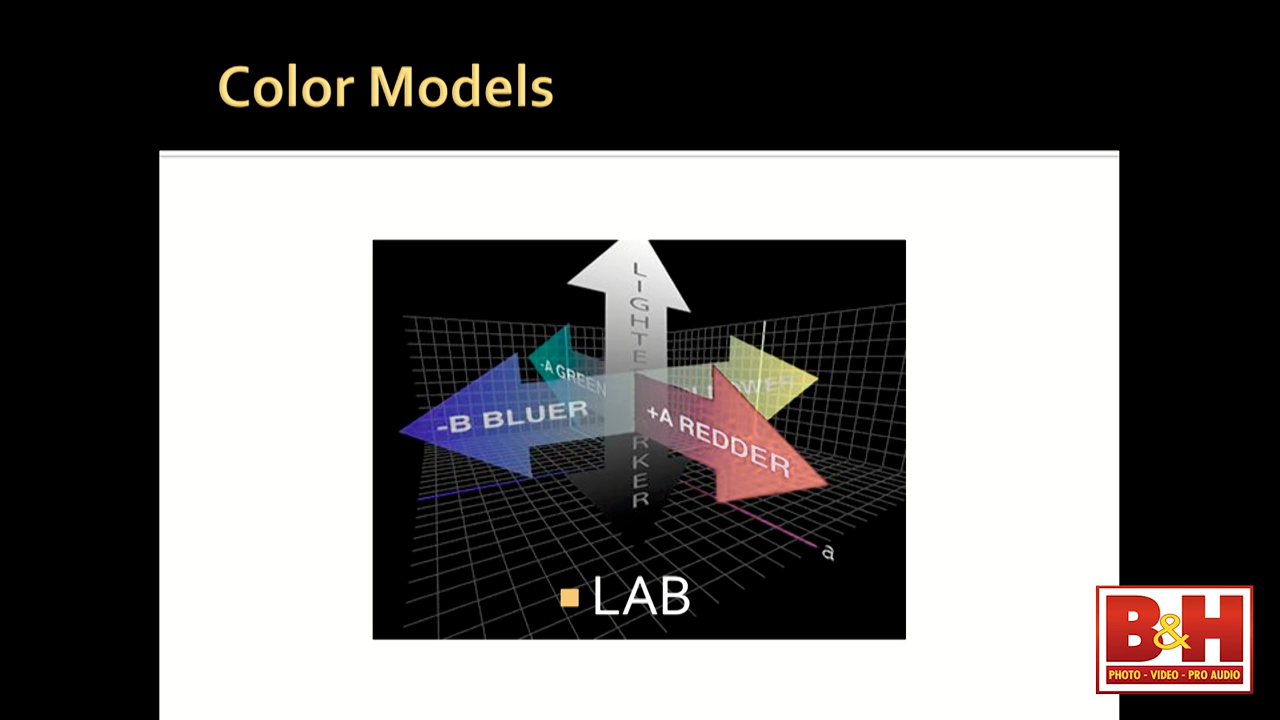 Color Models
LIGHTE
-A GREEN
-B BLUER
+A REDDER
RKER
a
LAB
B&H
PHOTO - VIDEO - PRO AUDIO